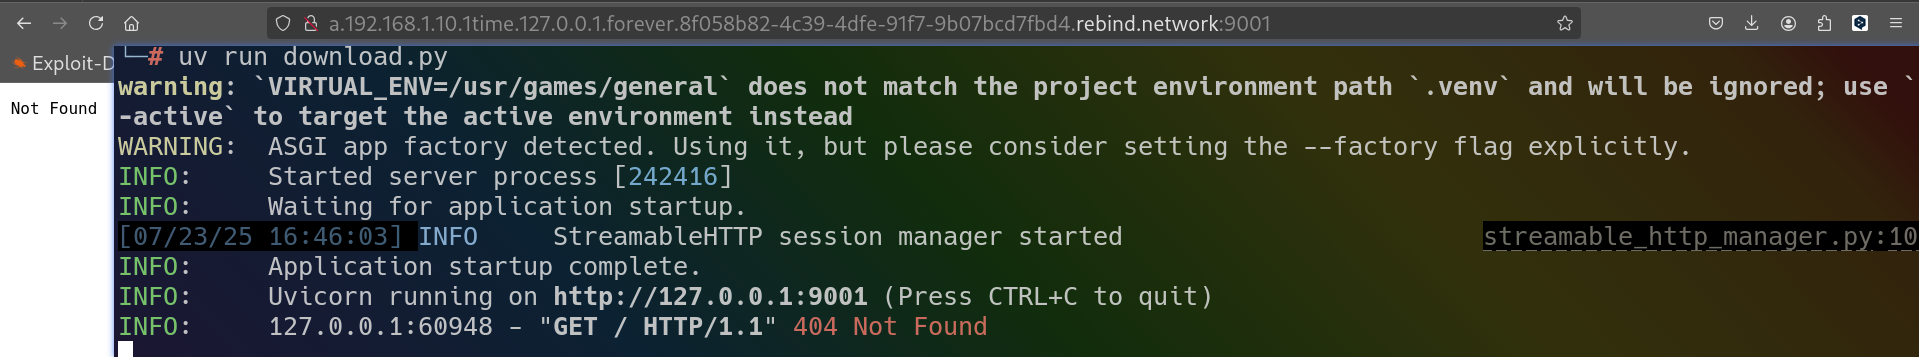 a.192.168.1.10.1time.127.0.0.1.forever.8f058b82-4c39-4dfe-91f7-9b07bcd7fbd4.rebind.network:9001
Exploit-D
Not Found
└─# uv run download.py
warning: `VIRTUAL_ENV=/usr/games/general` does not match the project environment path `.venv` and will be ignored; use `
-active` to target the active environment instead
WARNING:  ASGI app factory detected. Using it, but please consider setting the --factory flag explicitly.
INFO:     Started server process [242416]
INFO:     Waiting for application startup.
[07/23/25 16:46:03] INFO     StreamableHTTP session manager started     streamable_http_manager.py:10
INFO:     Application startup complete.
INFO:     Uvicorn running on http://127.0.0.1:9001 (Press CTRL+C to quit)
INFO:     127.0.0.1:60948 - "GET / HTTP/1.1" 404 Not Found